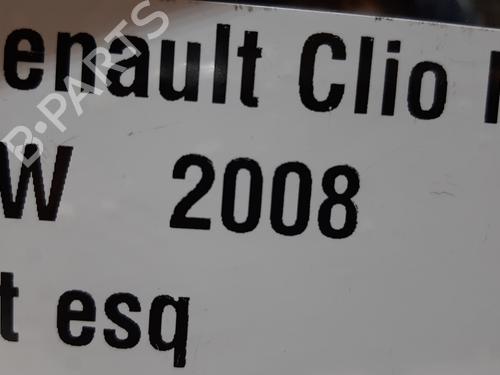 enault Clio
W 2008
t esq
B-PARTS